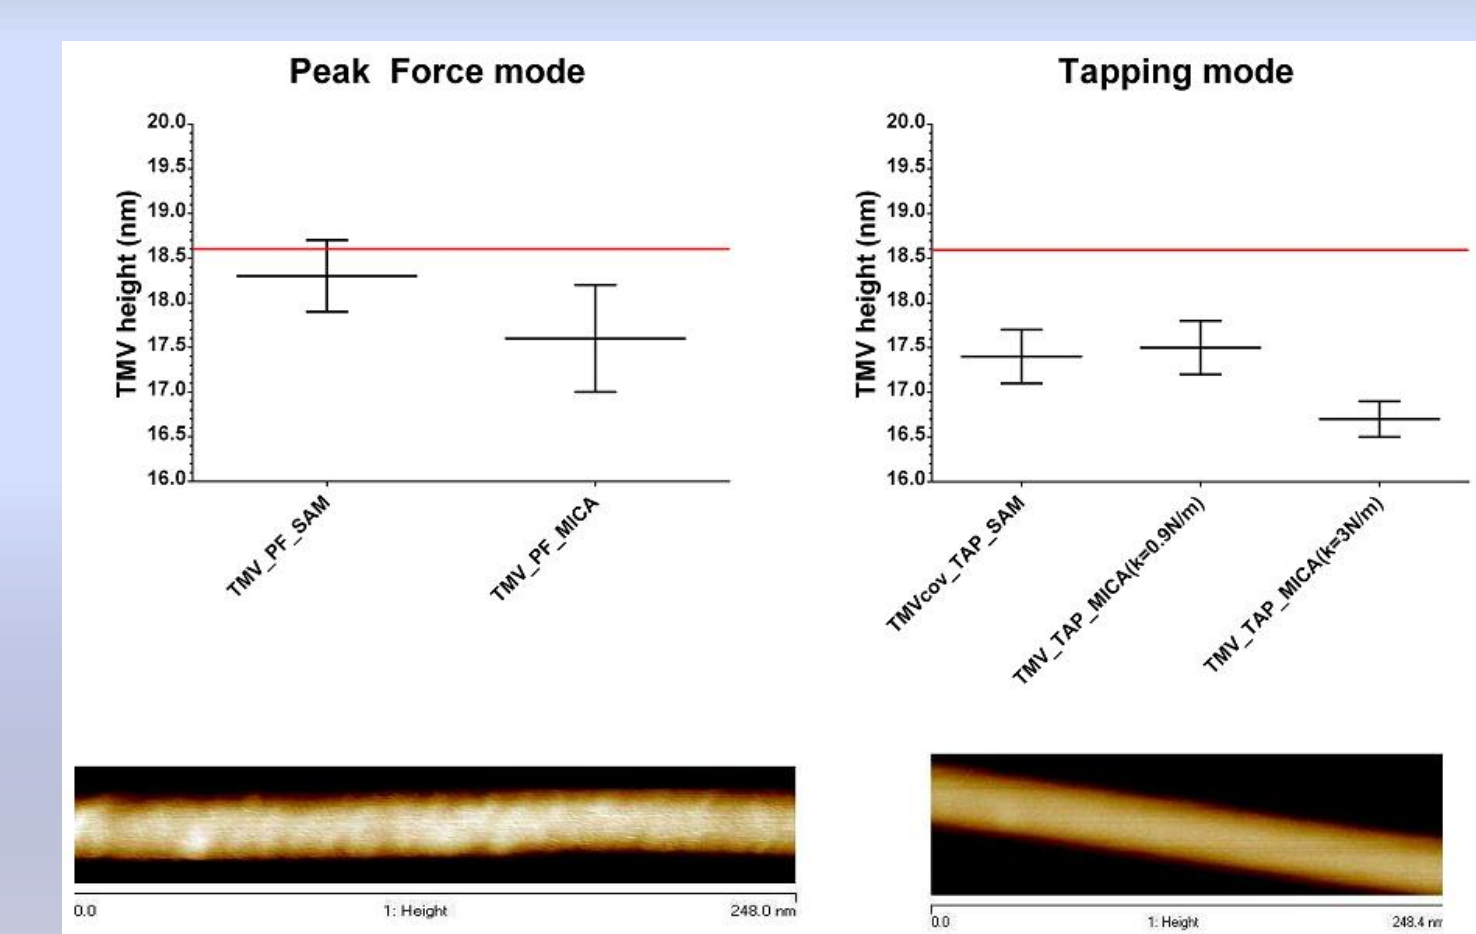 Peak  Force mode
20.0
19.5
19.0
18.5
18.0
17.5
17.0
16.5
16.0
TMV height (nm)
TMV_PF_SAM
TMV_PF_MICA
0.0
1: Height
248.0 nm
Tapping mode
20.0
19.5
19.0
18.5
18.0
17.5
17.0
16.5
16.0
TMV height (nm)
TMVcov_TAP_SAM
TMV_TAP_MICA(k=0.9N/m)
TMV_TAP_MICA(k=3N/m)
0.0
1: Height
248.4 nm